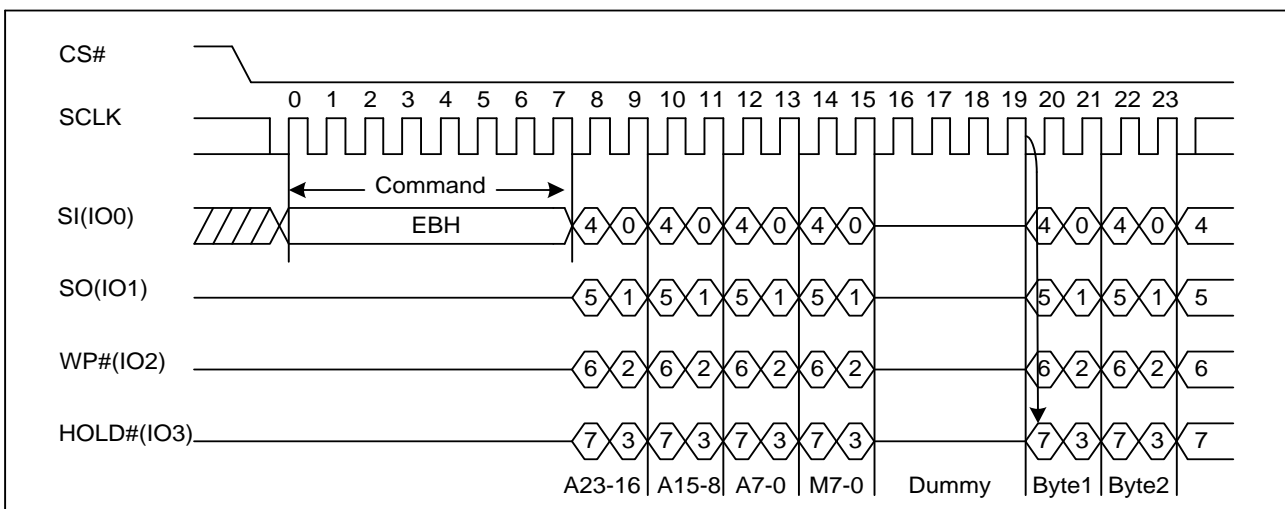 CS#
0 1 2 3 4 5 6 7 8 9 10 11 12 13 14 15 16 17 18 19 20 21 22 23
SCLK
Command
SI(IO0)
EBH
4 0 4 0 4 0 4 0 4 0 4 0 4
SO(IO1)
5 1 5 1 5 1 5 1 5 1 5 1 5
WP#(IO2)
6 2 6 2 6 2 6 2 6 2 6 2 6
HOLD#(IO3)
7 3 7 3 7 3 7 3 7 3 7 3 7
A23-16 A15-8 A7-0 M7-0 Dummy Byte1 Byte2